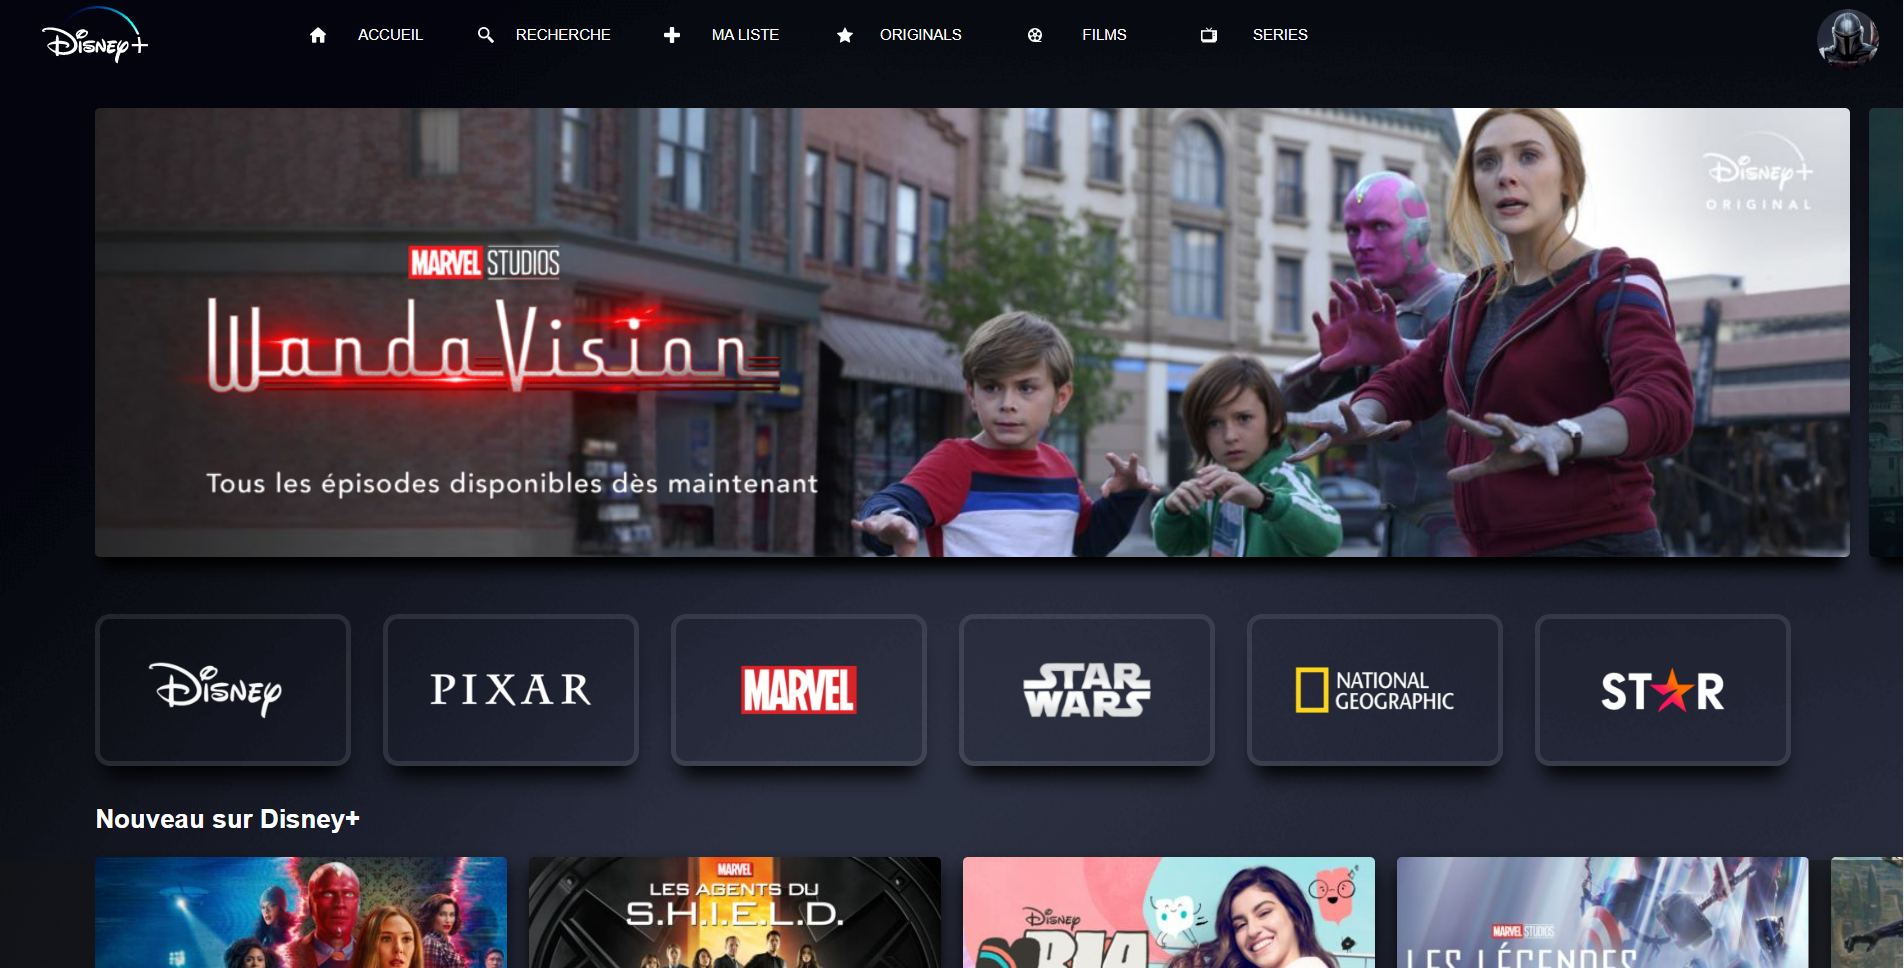 Disney+
ACCUEIL
RECHERCHE
MA LISTE
ORIGINALS
FILMS
SERIES
Disney+
ORIGINAL
MARVEL STUDIOS
WandaVision
Tous les épisodes disponibles dès maintenant
Disney
PIXAR
MARVEL
STAR
WARS
NATIONAL
GEOGRAPHIC
STAR
Nouveau sur Disney+
MARVEL
LES AGENTS DU
S.H.I.E.L.D.
Disney
BIA
MARVEL STUDIOS
LES LÉGENDES